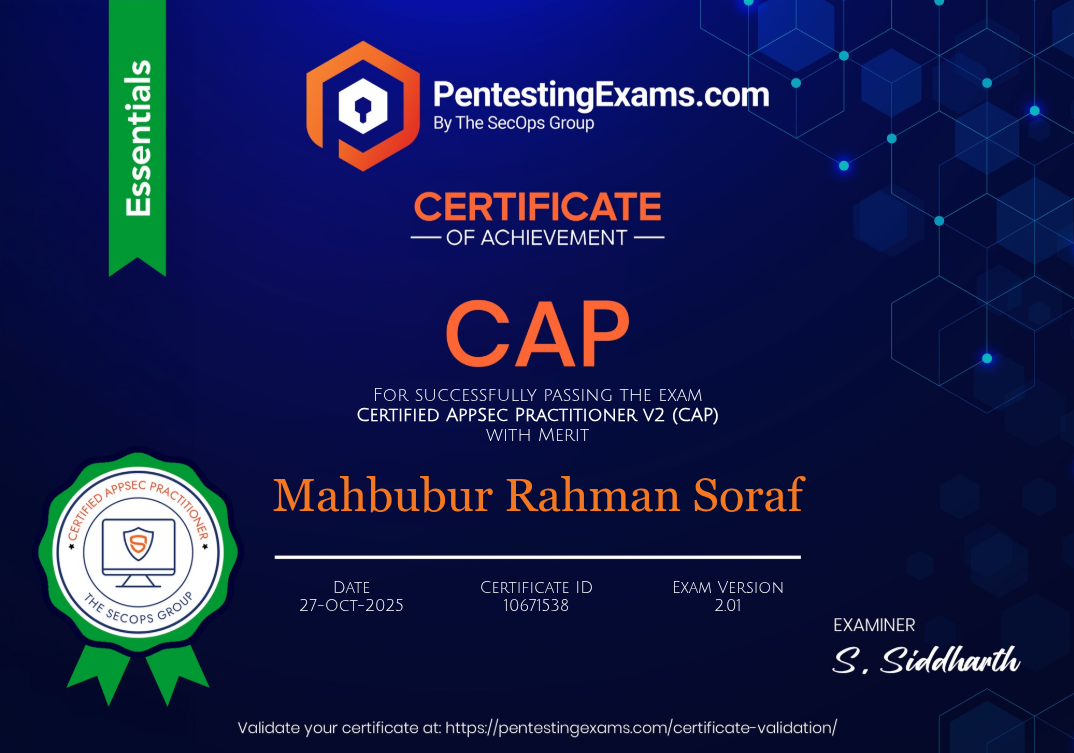 Essentials
PentestingExams.com
By The SecOps Group
CERTIFICATE
OF ACHIEVEMENT
CAP
For successfully passing the exam
Certified AppSec Practitioner v2 (CAP)
with Merit
Mahbubur Rahman Soraf
CERTIFIED APPSEC PRACTITIONER
THE SECOPS GROUP
Date
27-Oct-2025
Certificate ID
10671538
Exam Version
2.01
EXAMINER
S. Siddharth
Validate your certificate at: https://pentestingexams.com/certificate-validation/